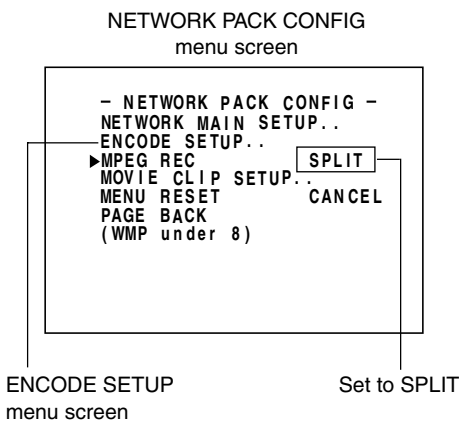 NETWORK PACK CONFIG
menu screen
– NETWORK PACK CONFIG –
NETWORK MAIN SETUP..
ENCODE SETUP..
▶MPEG REC SPLIT
MOVIE CLIP SETUP..
MENU RESET CANCEL
PAGE BACK
(WMP under 8)
ENCODE SETUP
menu screen
Set to SPLIT